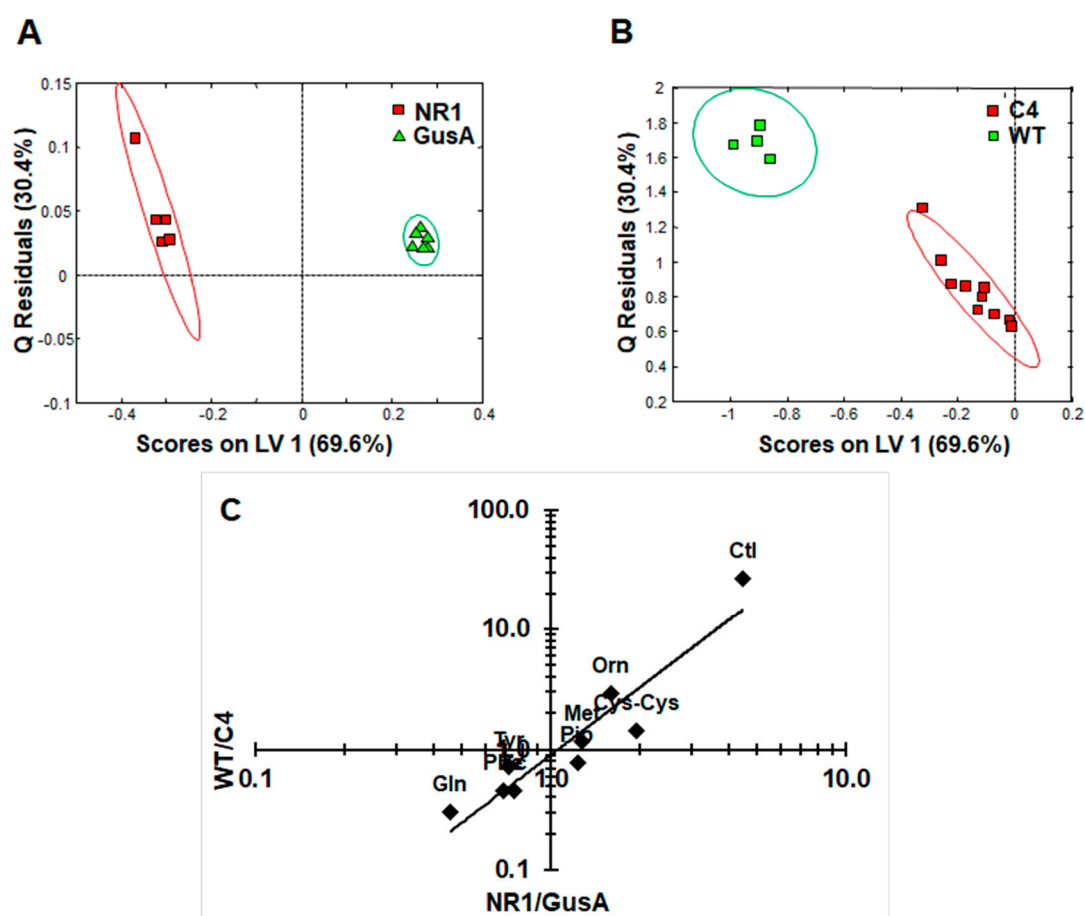 A
B
0.15
0.1
0.05
0
-0.05
-0.1
Q Residuals (30.4%)
NR1
GusA
-0.4
-0.2
0
0.2
0.4
Scores on LV 1 (69.6%)
2
1.8
1.6
1.4
1.2
1
0.8
0.6
0.4
0.2
Q Residuals (30.4%)
C4
WT
-1
-0.8
-0.6
-0.4
-0.2
0
0.2
Scores on LV 1 (69.6%)
C
100.0
Ctl
10.0
Orn
Cys-Cys
Met
Pip
Tyr
WT/C4
0.1
1.0
10.0
Gln
0.1
NR1/GusA